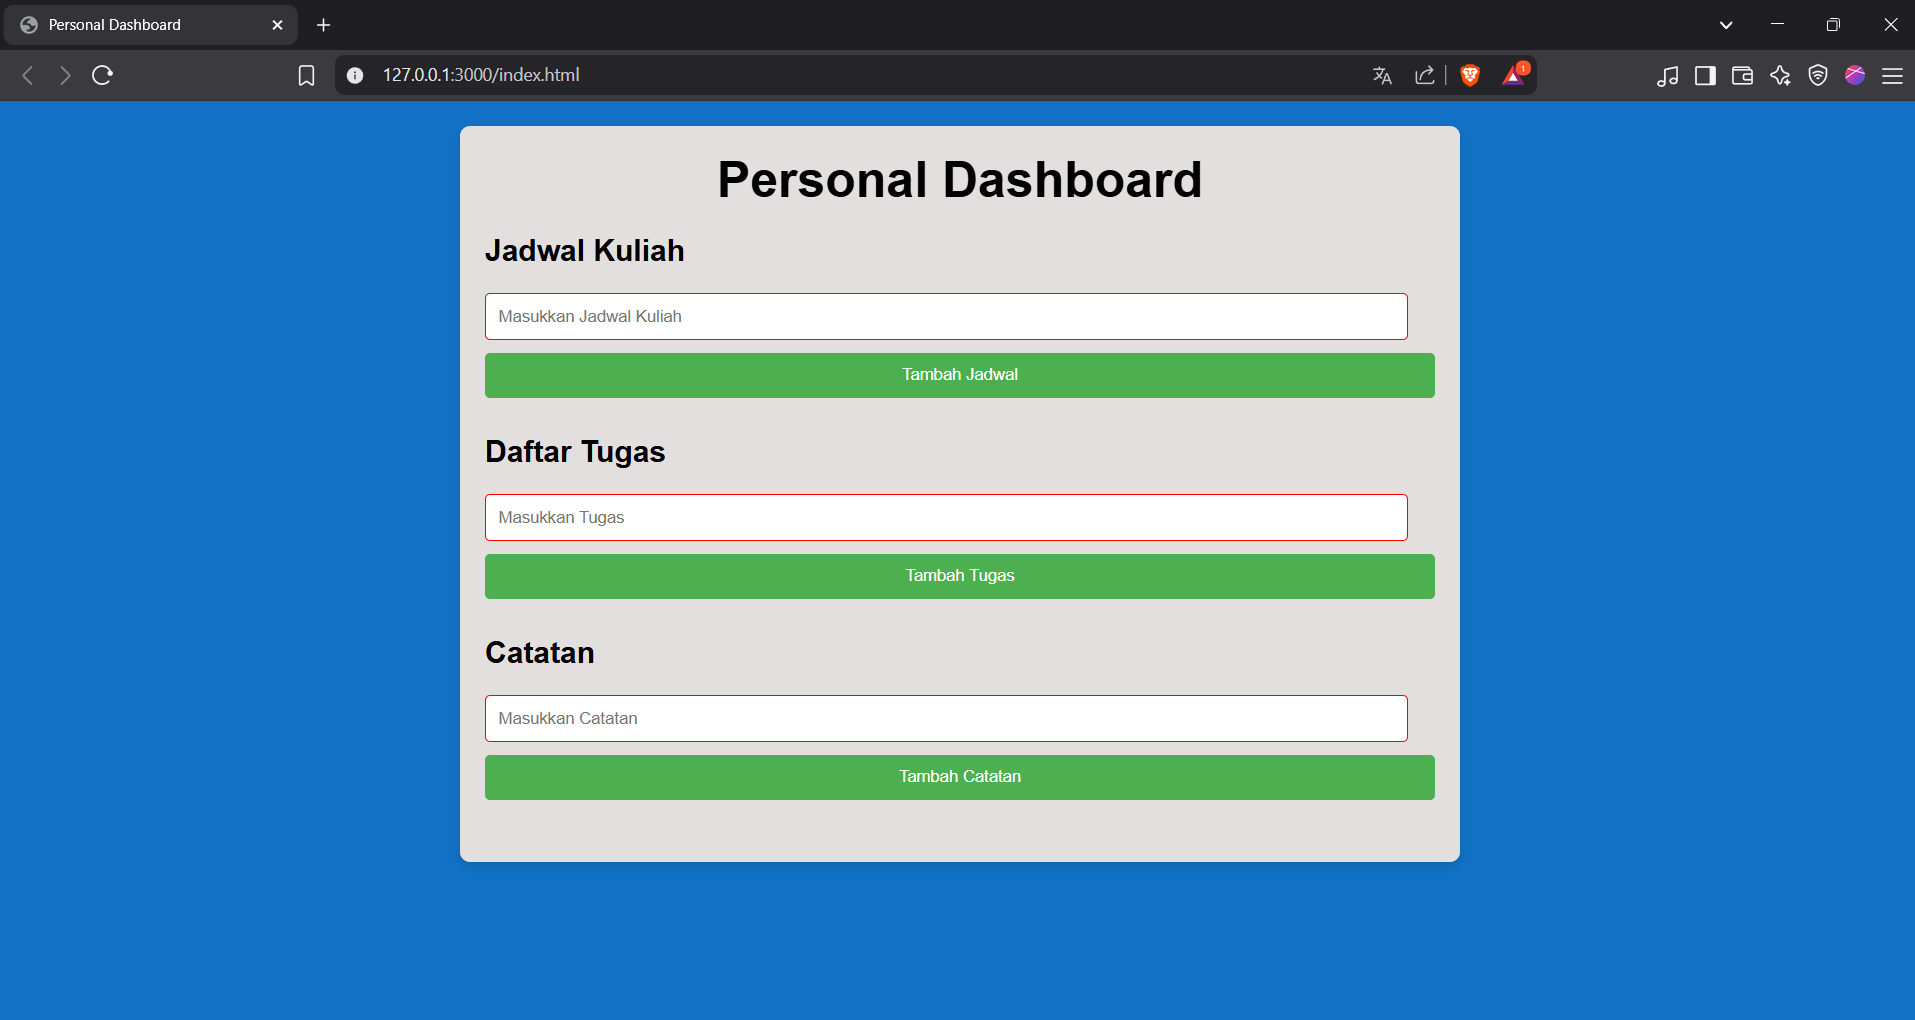 Personal Dashboard
127.0.0.1:3000/index.html
1
Personal Dashboard
Jadwal Kuliah
Masukkan Jadwal Kuliah
Tambah Jadwal
Daftar Tugas
Masukkan Tugas
Tambah Tugas
Catatan
Masukkan Catatan
Tambah Catatan